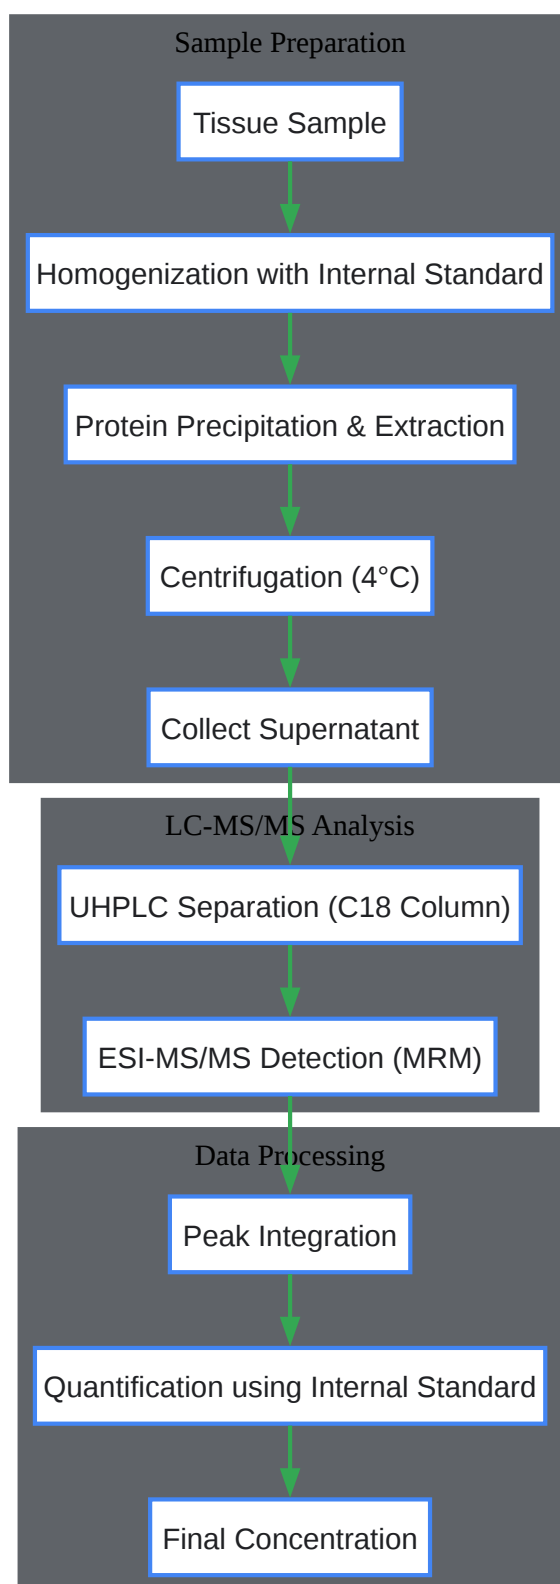 Sample Preparation
Tissue Sample
Homogenization with Internal Standard
Protein Precipitation & Extraction
Centrifugation (4°C)
Collect Supernatant
LC-MS/MS Analysis
UHPLC Separation (C18 Column)
ESI-MS/MS Detection (MRM)
Data Processing
Peak Integration
Quantification using Internal Standard
Final Concentration